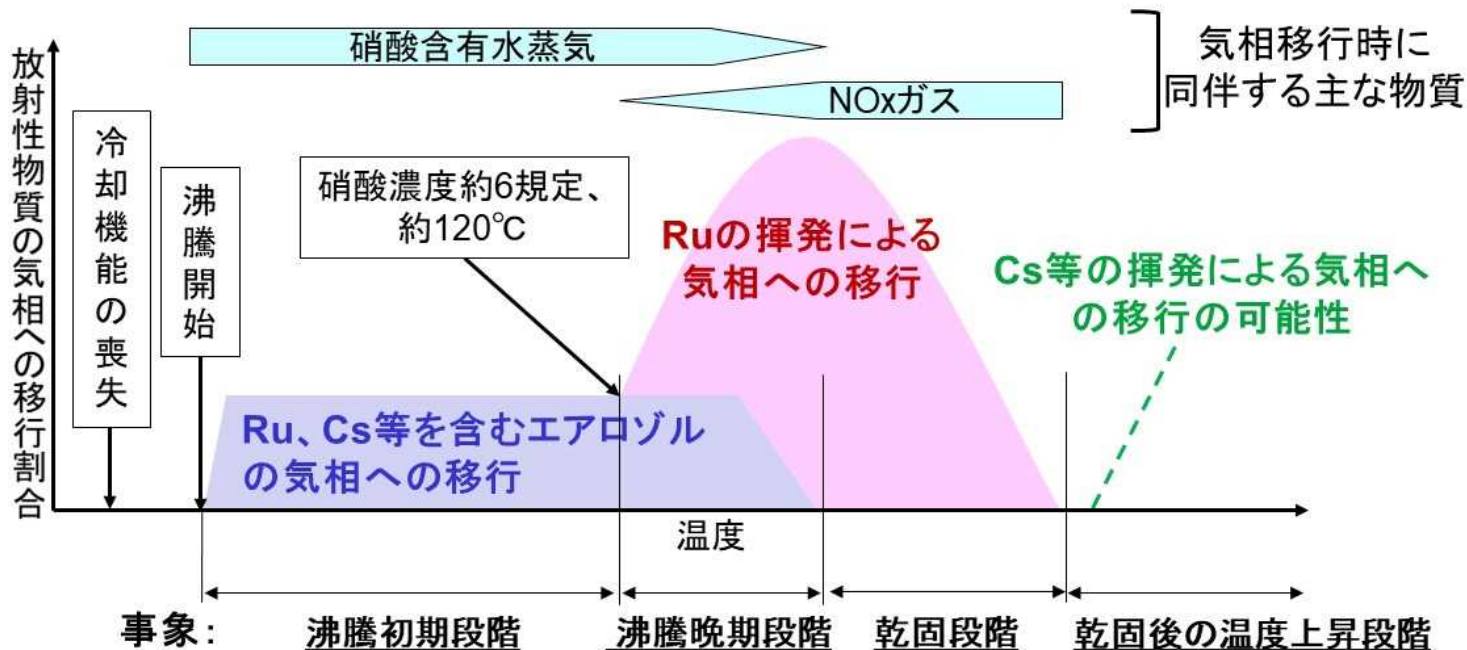 放射性物質の気相への移行割合
硝酸含有水蒸気
NOxガス
気相移行時に
同伴する主な物質
冷却機能の喪失
沸騰開始
硝酸濃度約6規定、
約120℃
Ruの揮発による
気相への移行
Cs等の揮発による気相へ
の移行の可能性
Ru、Cs等を含むエアロゾル
の気相への移行
温度
事象:
沸騰初期段階
沸騰晩期段階
乾固段階
乾固後の温度上昇段階